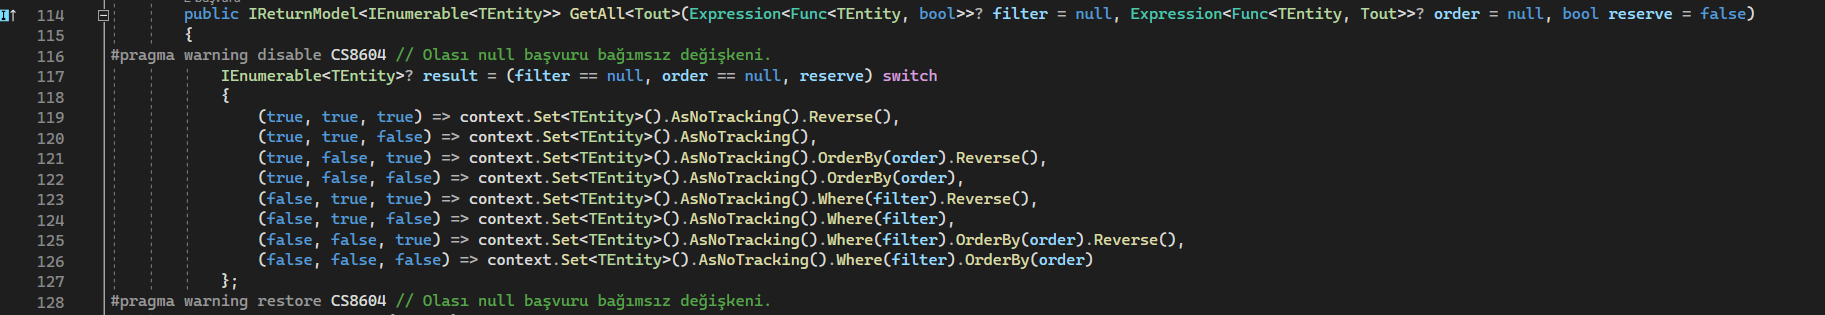 114 public IReturnModel<IEnumerable<TEntity>> GetAll<Tout>(Expression<Func<TEntity, bool>>? filter = null, Expression<Func<TEntity, Tout>>? order = null, bool reserve = false)
115 {
116 #pragma warning disable CS8604 // Olası null başvuru bağımsız değişkeni.
117 IEnumerable<TEntity>? result = (filter == null, order == null, reserve) switch
118 {
119 (true, true, true) => context.Set<TEntity>().AsNoTracking().Reverse(),
120 (true, true, false) => context.Set<TEntity>().AsNoTracking(),
121 (true, false, true) => context.Set<TEntity>().AsNoTracking().OrderBy(order).Reverse(),
122 (true, false, false) => context.Set<TEntity>().AsNoTracking().OrderBy(order),
123 (false, true, true) => context.Set<TEntity>().AsNoTracking().Where(filter).Reverse(),
124 (false, true, false) => context.Set<TEntity>().AsNoTracking().Where(filter),
125 (false, false, true) => context.Set<TEntity>().AsNoTracking().Where(filter).OrderBy(order).Reverse(),
126 (false, false, false) => context.Set<TEntity>().AsNoTracking().Where(filter).OrderBy(order)
127 };
128 #pragma warning restore CS8604 // Olası null başvuru bağımsız değişkeni.